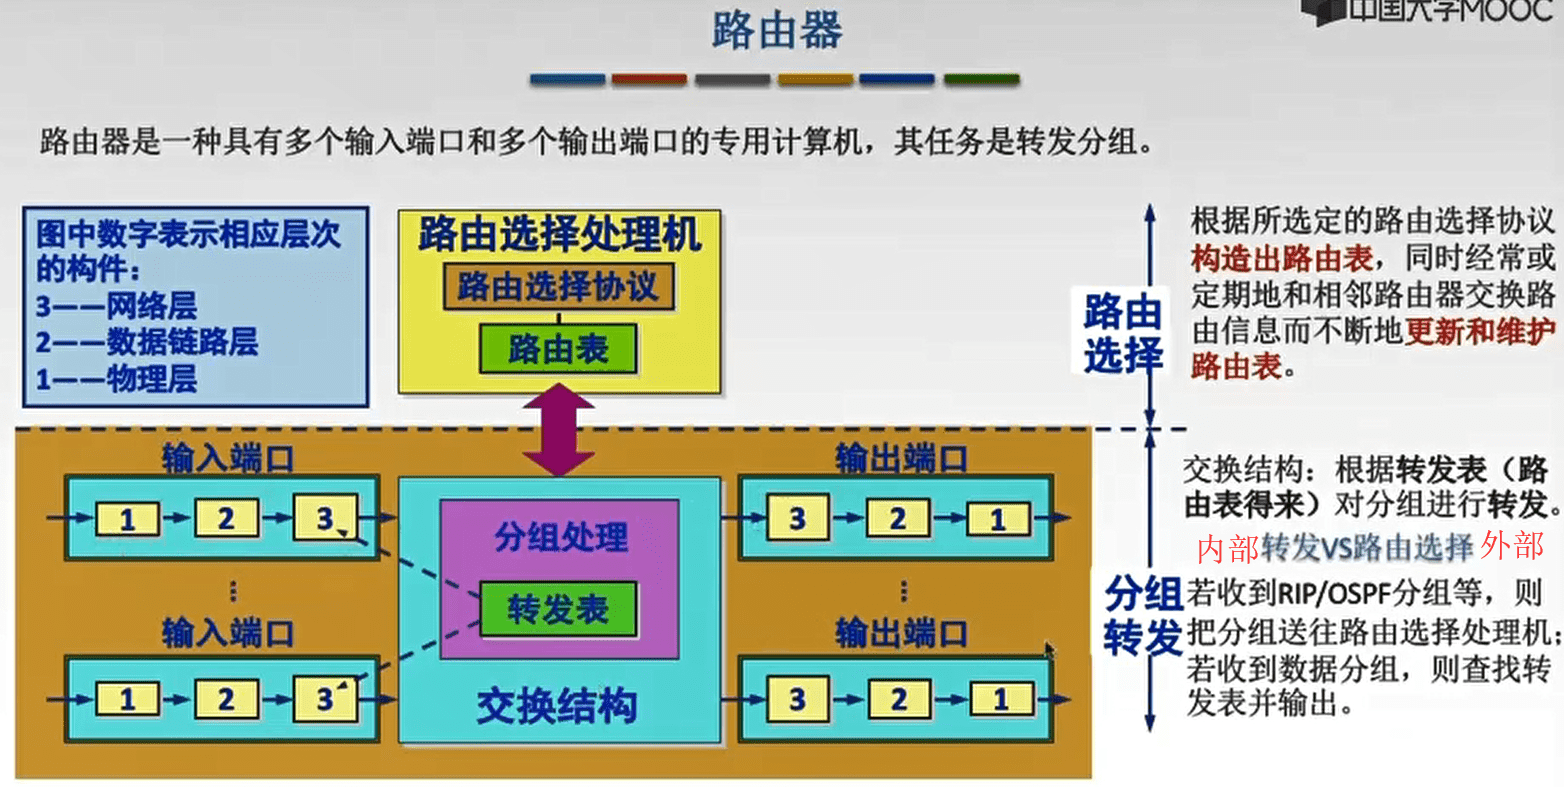 中国大学MOOC
路由器
路由器是一种具有多个输入端口和多个输出端口的专用计算机，其任务是转发分组。
图中数字表示相应层次
的构件：
3——网络层
2——数据链路层
1——物理层
路由选择处理机
路由选择协议
路由表
路由
选择
根据所选定的路由选择协议
构造出路由表，同时经常或
定期地和相邻路由器交换路
由信息而不断地更新和维护
路由表。
输入端口
1
2
3
⋮
输入端口
1
2
3
分组处理
转发表
交换结构
输出端口
3
2
1
⋮
输出端口
3
2
1
分组
转发
交换结构：根据转发表（路
由表得来）对分组进行转发。
内部转发VS路由选择 外部
若收到RIP/OSPF分组等，则
把分组送往路由选择处理机；
若收到数据分组，则查找转
发表并输出。